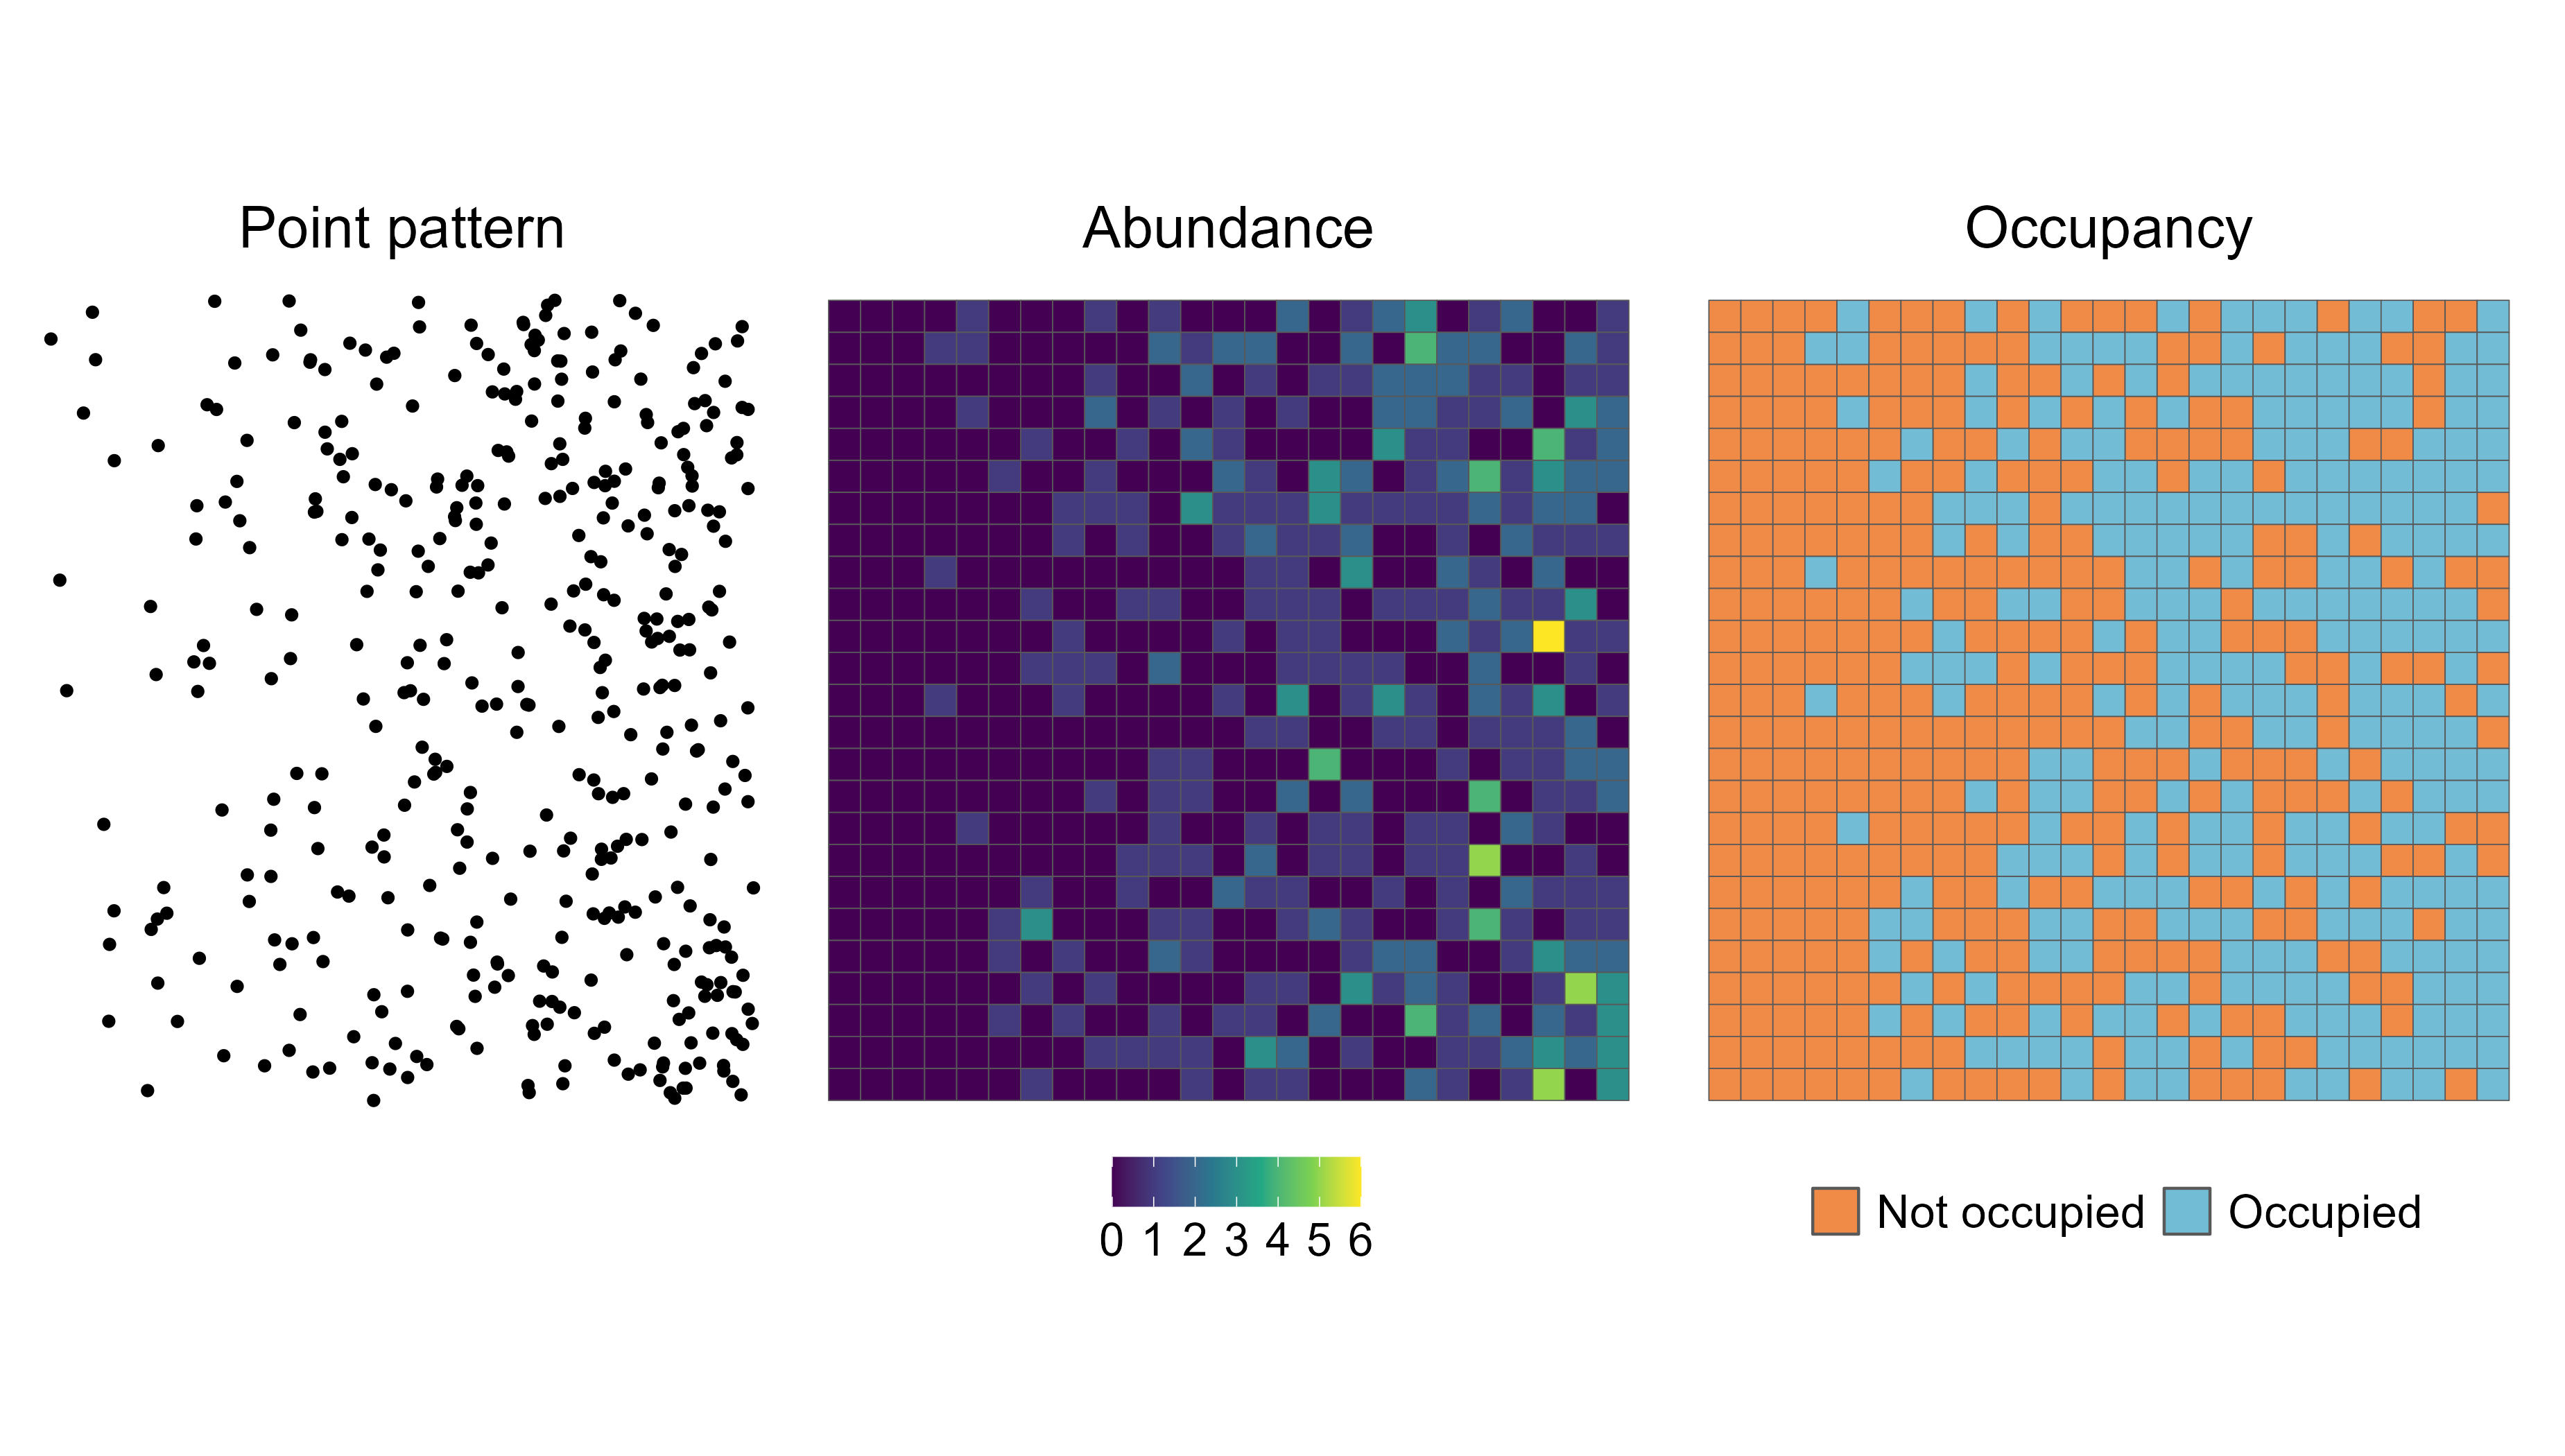 Point pattern
Abundance
Occupancy
0 1 2 3 4 5 6
Not occupied Occupied